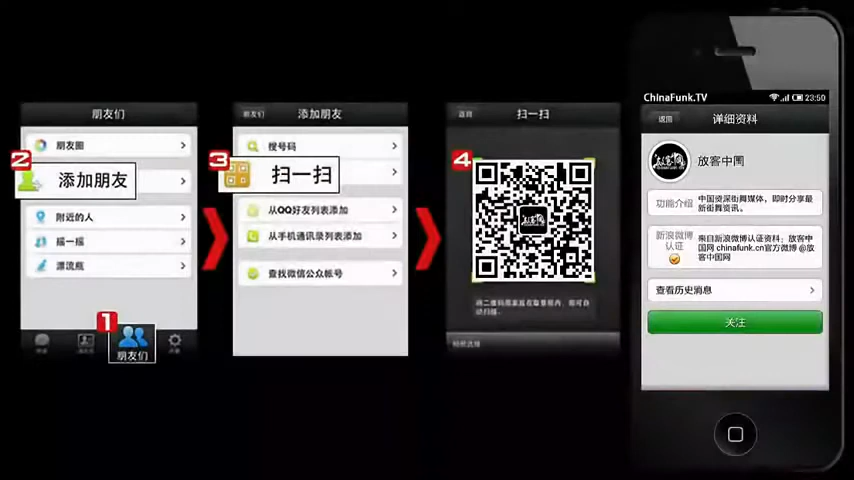 朋友们
朋友圈
2
添加朋友
附近的人
摇一摇
漂流瓶
1
朋友们
朋友们
添加朋友
搜号码
3
扫一扫
从QQ好友列表添加
从手机通讯录列表添加
查找微信公众帐号
返回
扫一扫
4
ChinaFunk.TV
23:50
返回
详细资料
放客中国
功能介绍
中国资深街舞媒体,即时分享最
新街舞资讯。
新浪微博
认证
来自新浪微博认证资料:放客中
国网 chinafunk.cn官方微博 @放
客中国网
查看历史消息
关注